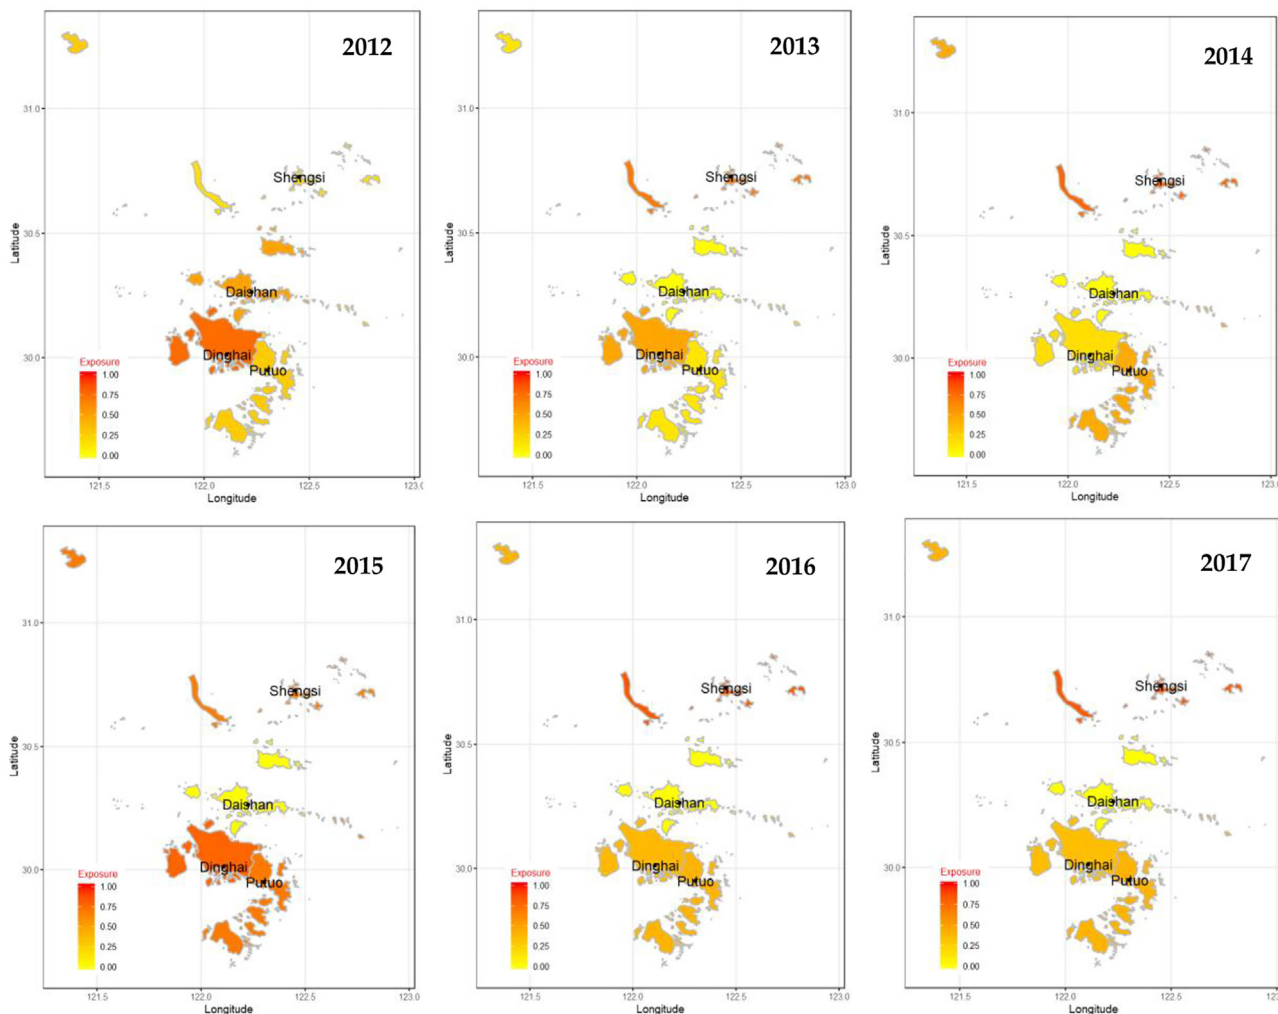 2012
31.0
Shengsi
30.5
Latitude
Daishan
30.0
Dinghai
Putuo
Exposure
1.00
0.75
0.50
0.25
0.00
121.5
122.0
122.5
123.0
Longitude
2013
31.0
Shengsi
30.5
Latitude
Daishan
30.0
Dinghai
Putuo
Exposure
1.00
0.75
0.50
0.25
0.00
121.5
122.0
122.5
123.0
Longitude
2014
31.0
Shengsi
30.5
Latitude
Daishan
30.0
Dinghai
Putuo
Exposure
1.00
0.75
0.50
0.25
0.00
121.5
122.0
122.5
123.0
Longitude
2015
31.0
Shengsi
30.5
Latitude
Daishan
30.0
Dinghai
Putuo
Exposure
1.00
0.75
0.50
0.25
0.00
121.5
122.0
122.5
123.0
Longitude
2016
31.0
Shengsi
30.5
Latitude
Daishan
30.0
Dinghai
Putuo
Exposure
1.00
0.75
0.50
0.25
0.00
121.5
122.0
122.5
123.0
Longitude
2017
31.0
Shengsi
30.5
Latitude
Daishan
30.0
Dinghai
Putuo
Exposure
1.00
0.75
0.50
0.25
0.00
121.5
122.0
122.5
123.
Longitude